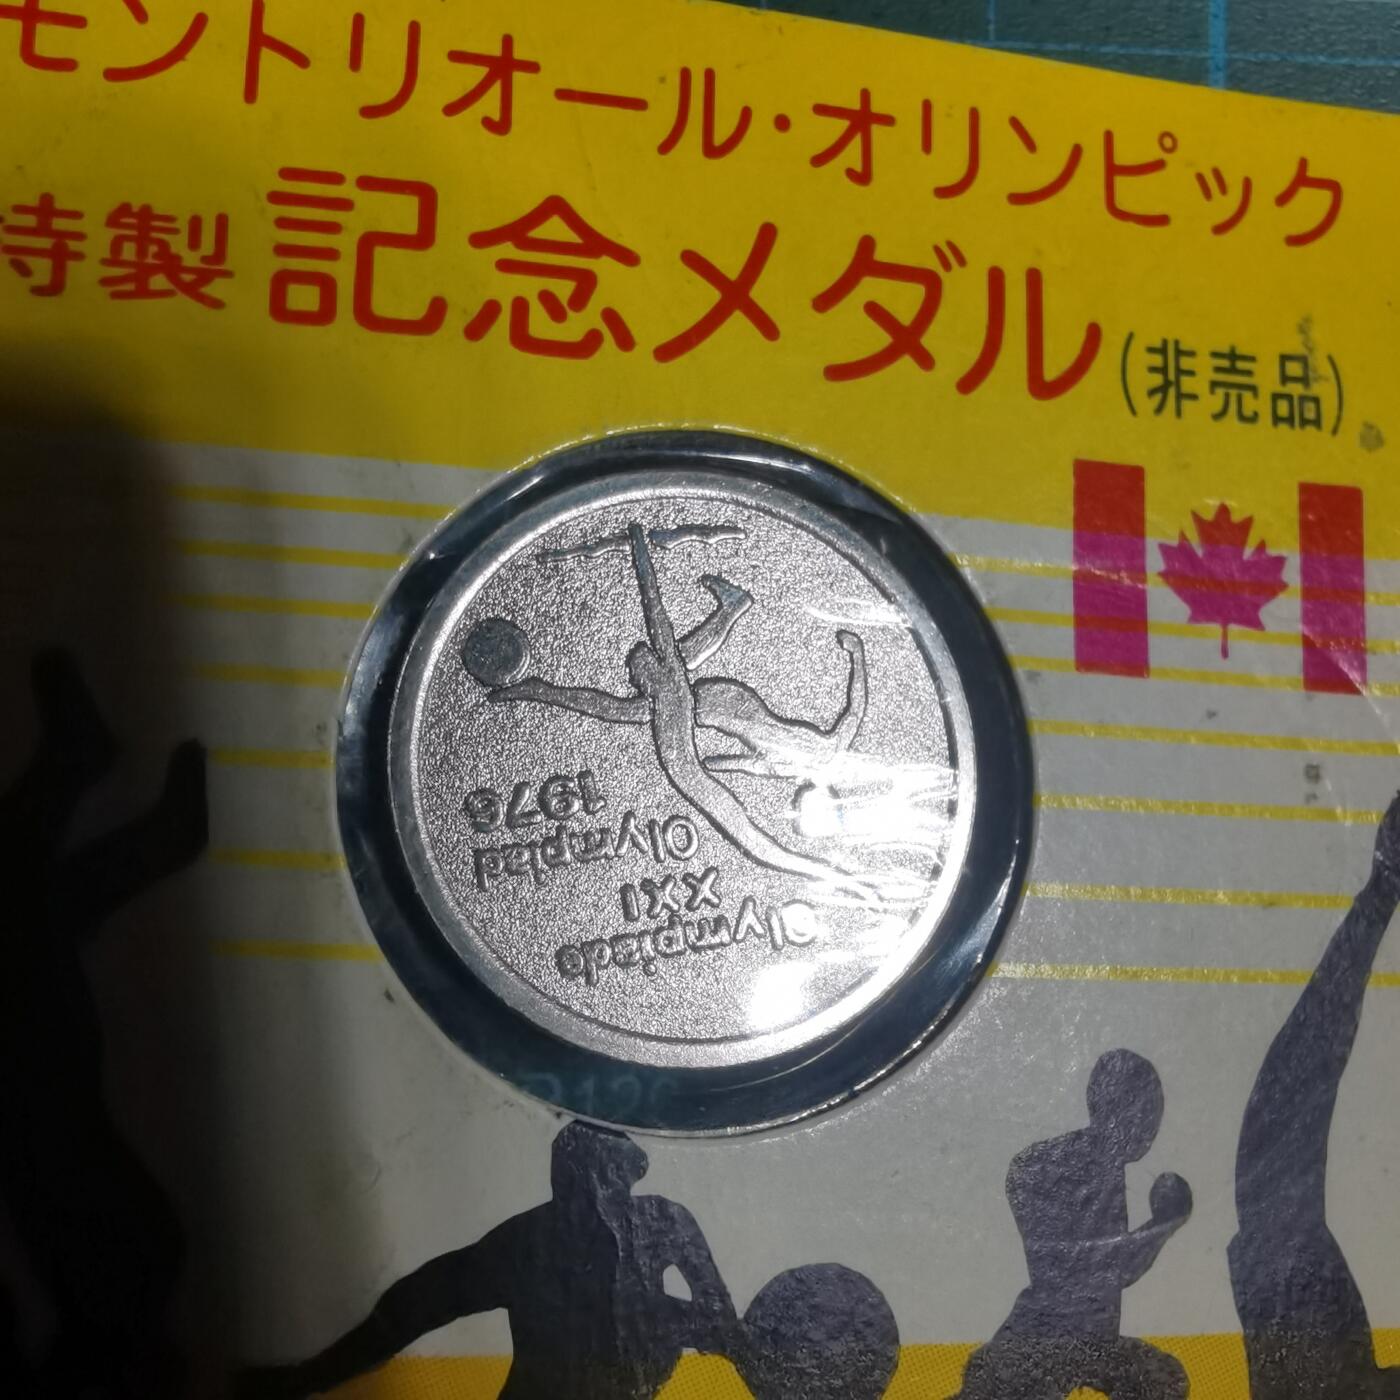 モントリオール・オリンピック
特製 記念メダル (非売品)
Olympiade
XXI
Olympiad
1976